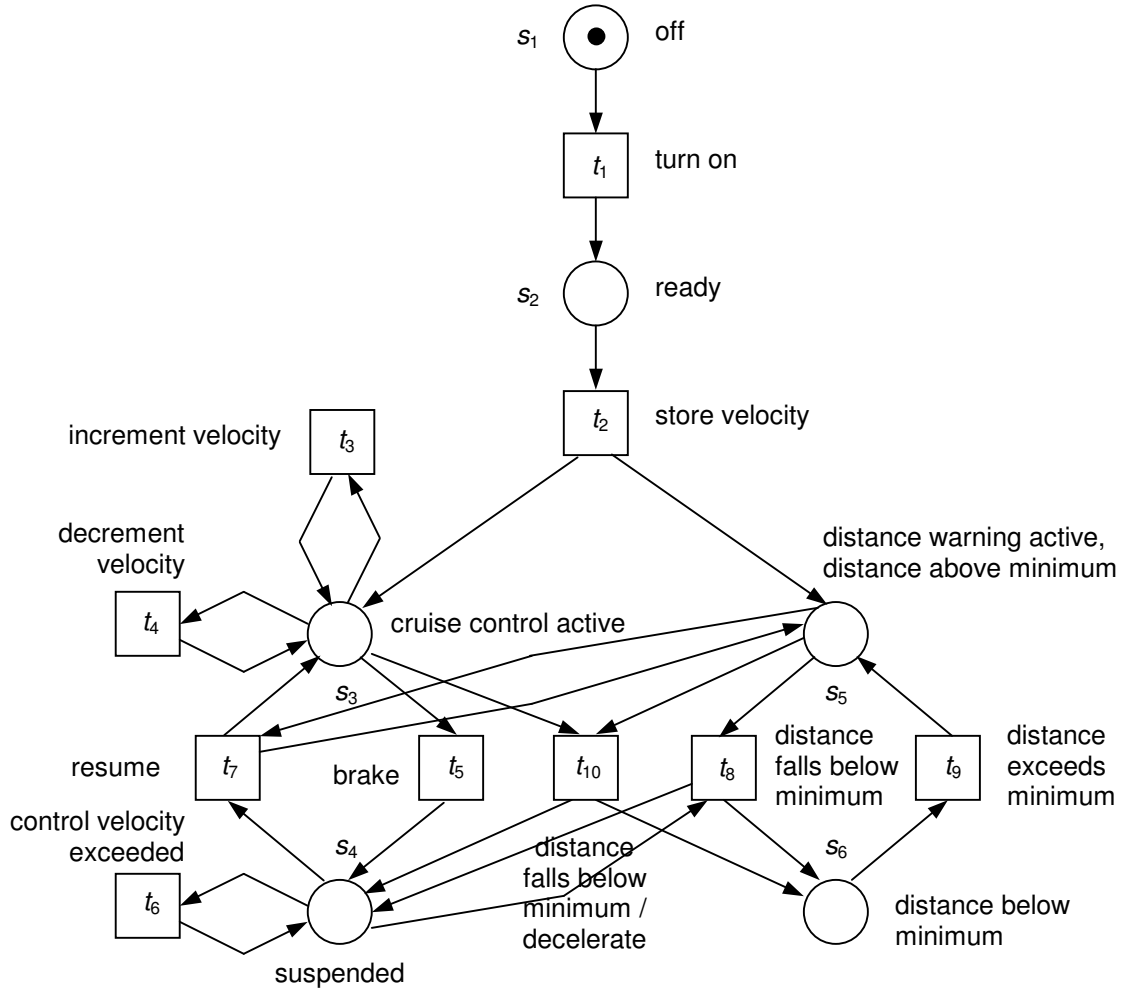 s1
off
t1
turn on
s2
ready
t2
store velocity
increment velocity
t3
decrement
velocity
t4
distance warning active,
distance above minimum
cruise control active
s3
s5
resume
t7
brake
t5
t10
t8
distance
falls below
minimum
t9
distance
exceeds
minimum
control velocity
exceeded
s4
t6
distance
falls below
minimum /
decelerate
s6
distance below
minimum
suspended